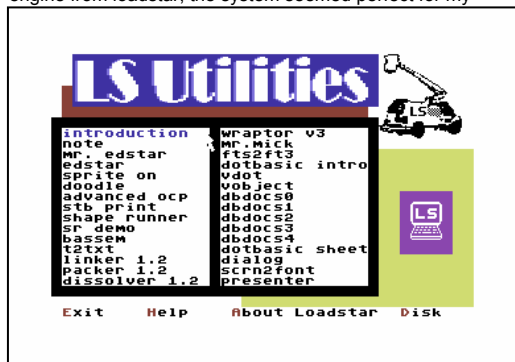 engine from loadstar, the system seemed perfect for my
LS Utilities
LS
introduction
note
mr. edstar
edstar
sprite on
doodle
advanced ocp
stb print
shape runner
sr demo
bassem
t2txt
linker 1.2
packer 1.2
dissolver 1.2
wraptor v3
mr.mick
fts2ft3
dotbasic intro
vdot
vobject
dbdocs0
dbdocs1
dbdocs2
dbdocs3
dbdocs4
dotbasic sheet
dialog
scrn2font
presenter
LS
Exit Help About Loadstar Disk